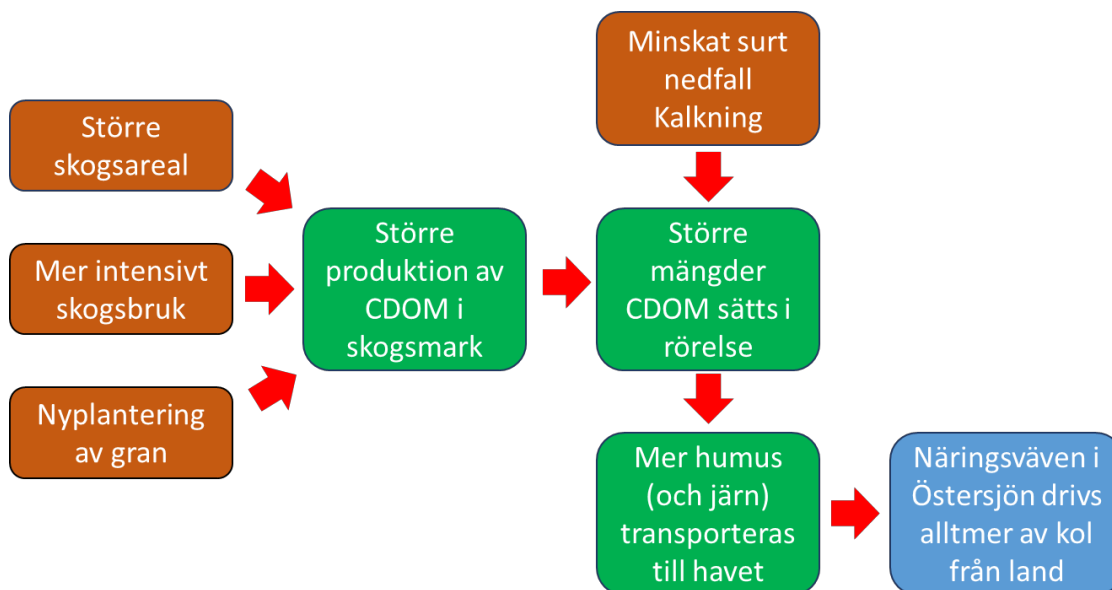 Minskat surt
nedfall
Kalkning
Större
skogsareal
Mer intensivt
skogsbruk
Nyplantering
av gran
Större
produktion av
CDOM i
skogsmark
Större
mängder
CDOM sätts i
rörelse
Mer humus
(och järn)
transporteras
till havet
Näringsväven i
Östersjön drivs
alltmer av kol
från land